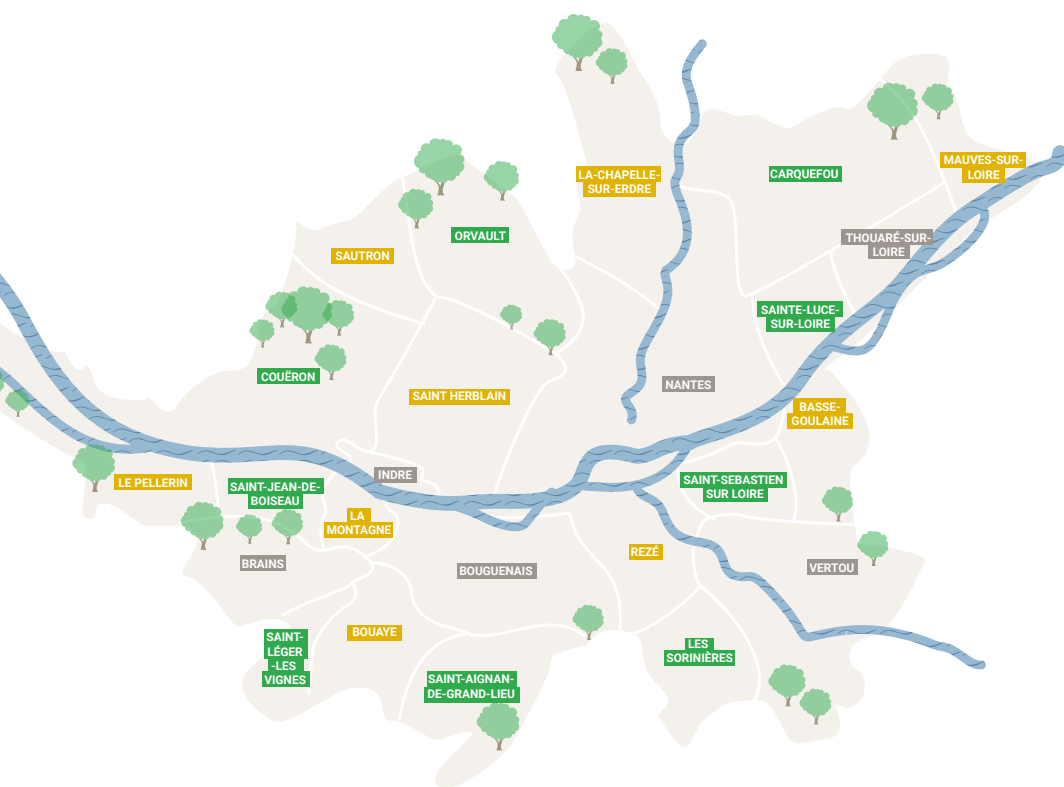 MAUVES-SUR-
LOIRE
LA-CHAPELLE-
SUR-ERDRE
CARQUEFOU
ORVAULT
THOUARÉ-SUR-
LOIRE
SAUTRON
SAINTE-LUCE-
SUR-LOIRE
COUËRON
NANTES
SAINT HERBLAIN
BASSE-
GOULAINE
INDRE
LE PELLERIN
SAINT-JEAN-DE-
BOISEAU
SAINT-SEBASTIEN
SUR LOIRE
LA
MONTAGNE
REZÉ
BRAINS
BOUGUENAIS
VERTOU
SAINT-
LÉGER
-LES
VIGNES
BOUAYE
LES
SORINIÈRES
SAINT-AIGNAN-
DE-GRAND-LIEU